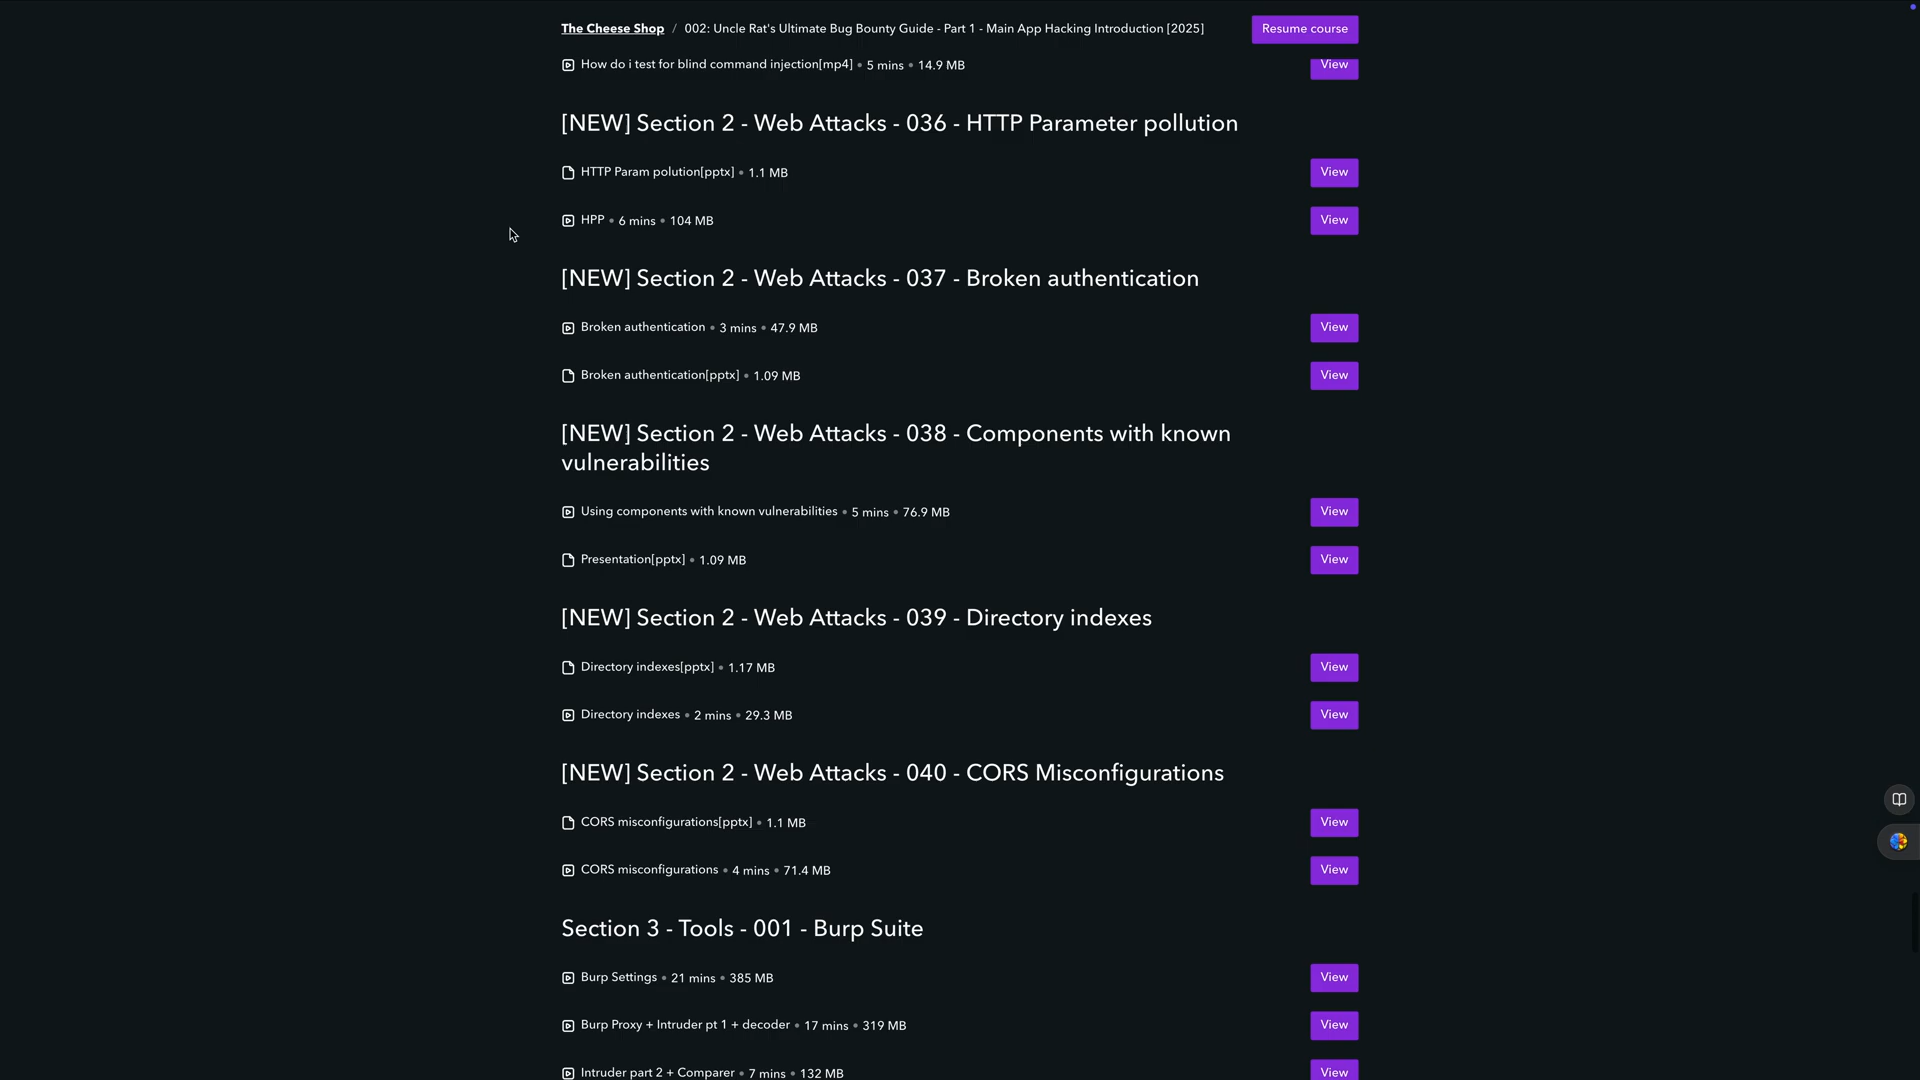 The Cheese Shop / 002: Uncle Rat's Ultimate Bug Bounty Guide - Part 1 - Main App Hacking Introduction [2025] Resume course
How do i test for blind command injection[mp4] • 5 mins • 14.9 MB View
[NEW] Section 2 - Web Attacks - 036 - HTTP Parameter pollution
HTTP Param polution[pptx] • 1.1 MB View
HPP • 6 mins • 104 MB View
[NEW] Section 2 - Web Attacks - 037 - Broken authentication
Broken authentication • 3 mins • 47.9 MB View
Broken authentication[pptx] • 1.09 MB View
[NEW] Section 2 - Web Attacks - 038 - Components with known
vulnerabilities
Using components with known vulnerabilities • 5 mins • 76.9 MB View
Presentation[pptx] • 1.09 MB View
[NEW] Section 2 - Web Attacks - 039 - Directory indexes
Directory indexes[pptx] • 1.17 MB View
Directory indexes • 2 mins • 29.3 MB View
[NEW] Section 2 - Web Attacks - 040 - CORS Misconfigurations
CORS misconfigurations[pptx] • 1.1 MB View
CORS misconfigurations • 4 mins • 71.4 MB View
Section 3 - Tools - 001 - Burp Suite
Burp Settings • 21 mins • 385 MB View
Burp Proxy + Intruder pt 1 + decoder • 17 mins • 319 MB View
Intruder part 2 + Comparer • 7 mins • 132 MB View